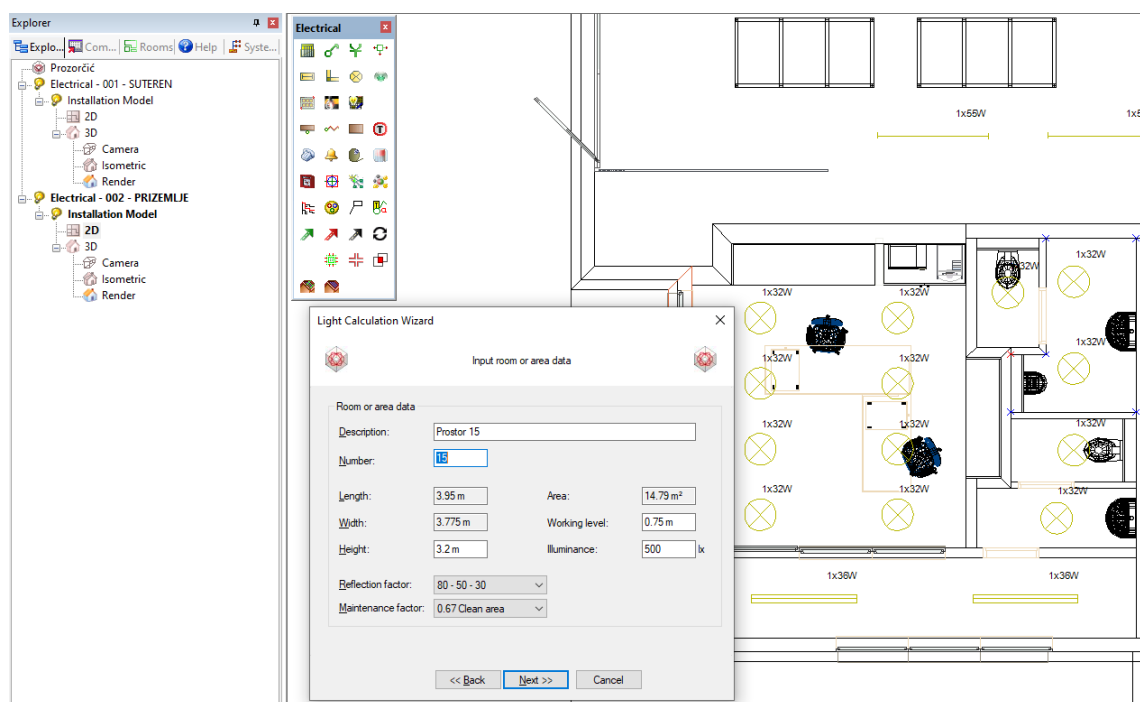 Explorer
Explo... Com... Rooms Help Syste...
Prozorčić
Electrical - 001 - SUTEREN
Installation Model
2D
3D
Camera
Isometric
Render
Electrical - 002 - PRIZEMLJE
Installation Model
2D
3D
Camera
Isometric
Render
Electrical
Light Calculation Wizard
Input room or area data
Room or area data
Description: Prostor 15
Number: 15
Length: 3.95 m Area: 14.79 m²
Width: 3.775 m Working level: 0.75 m
Height: 3.2 m Illuminance: 500 lx
Reflection factor: 80 - 50 - 30
Maintenance factor: 0.67 Clean area
<< Back Next >> Cancel
1x55W
1x32W
1x32W 1x32W
1x32W 1x32W 1x32W
1x32W 1x32W 1x32W
1x32W 1x32W 1x32W
1x36W 1x36W